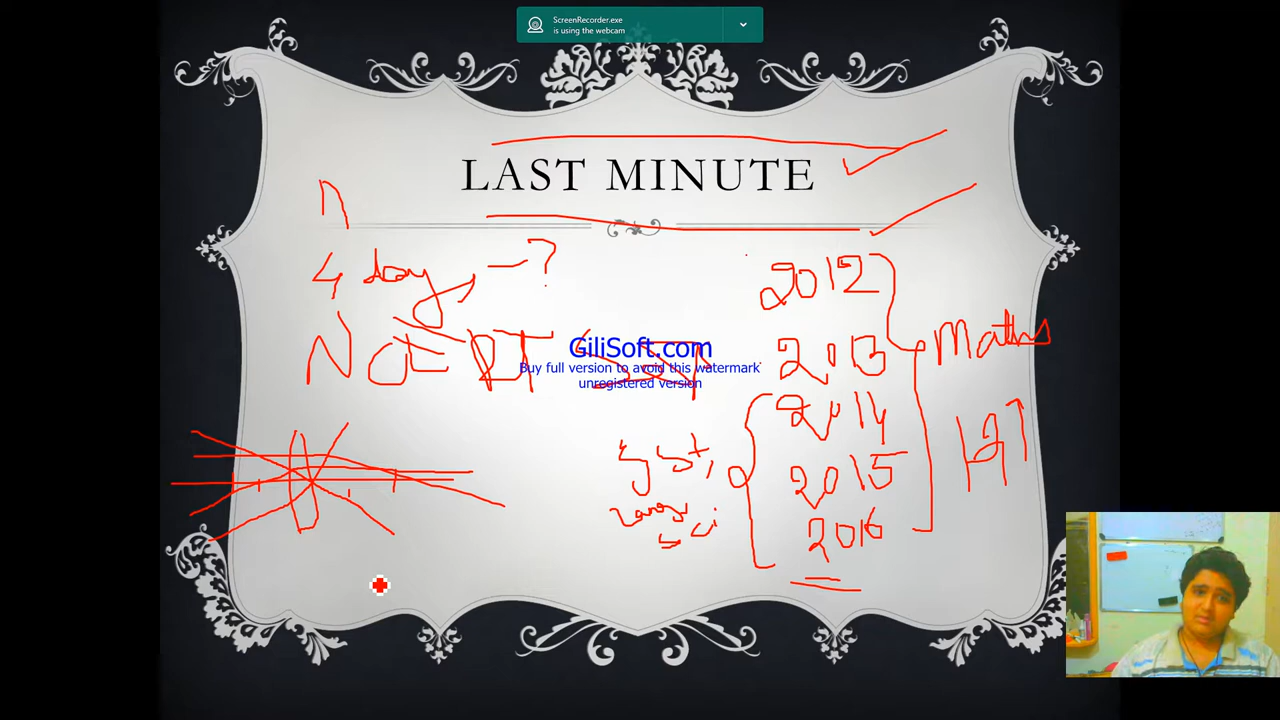 ScreenRecorder.exe
is using the webcam
LAST MINUTE
4 days -?
2012
NCERT
GiliSoft.com
Buy full version to avoid this watermark
unregistered version
2013
Maths
2014
2015
2016